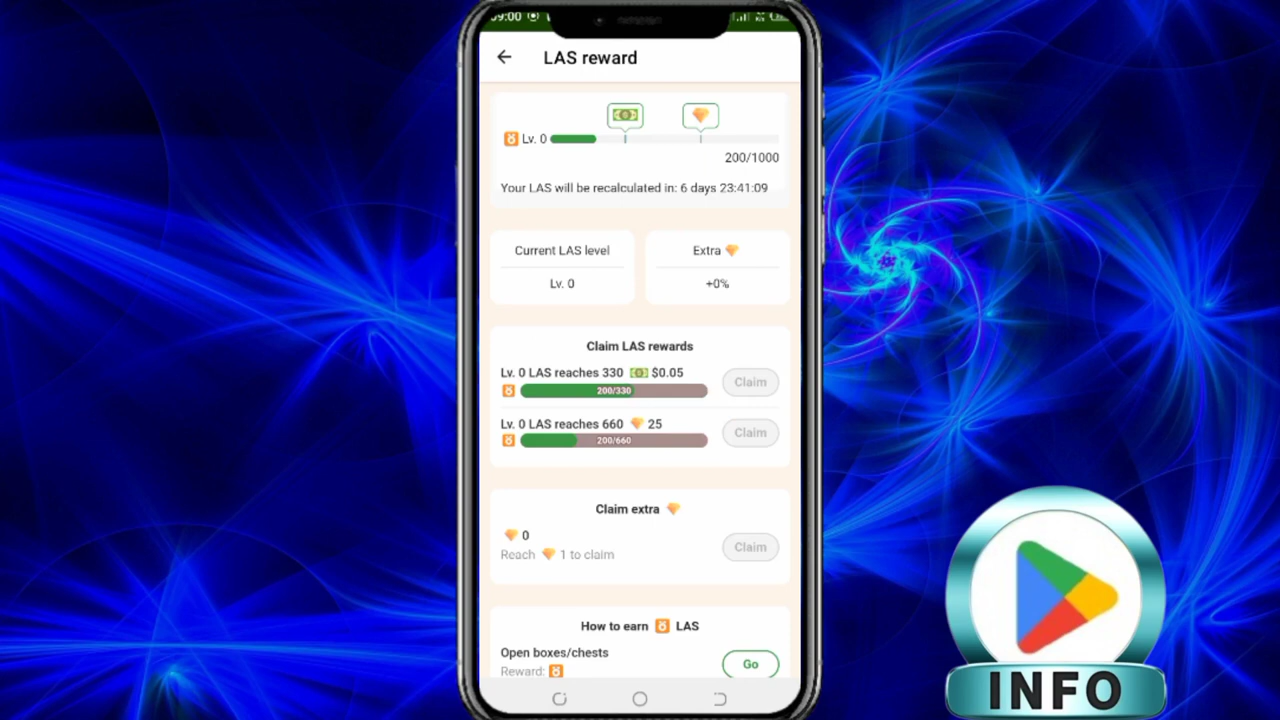 09:00
LAS reward
Lv. 0
200/1000
Your LAS will be recalculated in: 6 days 23:41:09
Current LAS level
Extra
Lv. 0
+0%
Claim LAS rewards
Lv. 0 LAS reaches 330 $0.05
200/330
Claim
Lv. 0 LAS reaches 660 25
200/660
Claim
Claim extra
0
Reach 1 to claim
Claim
How to earn LAS
Open boxes/chests
Reward:
Go
INFO